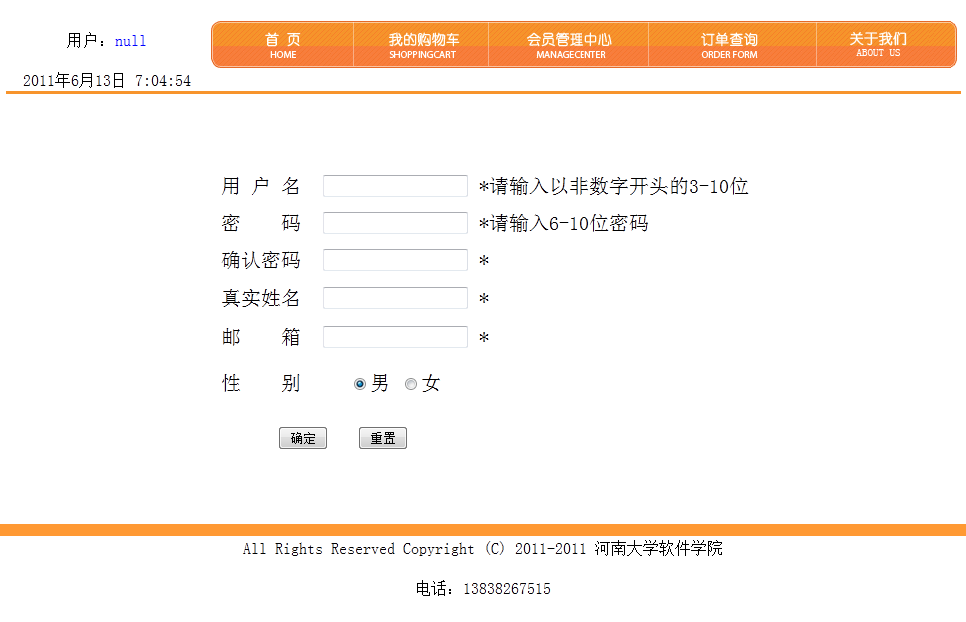 用户：null
2011年6月13日 7:04:54
首 页
HOME
我的购物车
SHOPPINGCART
会员管理中心
MANAGECENTER
订单查询
ORDER FORM
关于我们
ABOUT US
用 户 名 *请输入以非数字开头的3-10位
密 码 *请输入6-10位密码
确认密码 *
真实姓名 *
邮 箱 *
性 别 男 女
确定 重置
All Rights Reserved Copyright (C) 2011-2011 河南大学软件学院
电话：13838267515